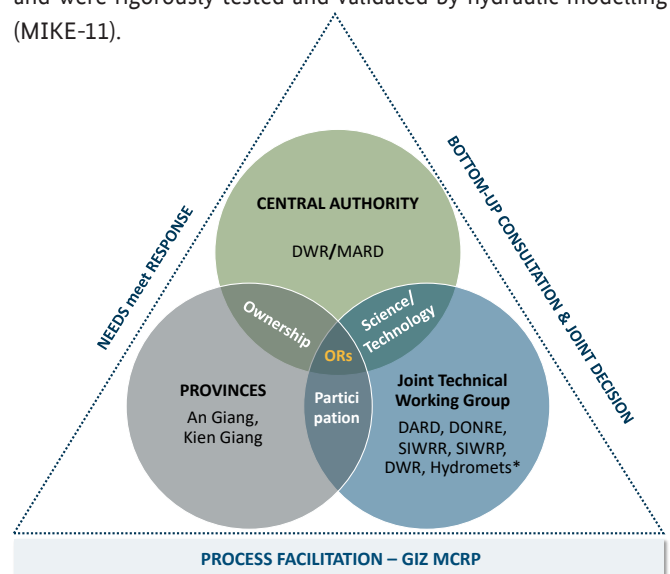 and were rigorously tested and validated by hydraulic modelling
(MIKE-11).
CENTRAL AUTHORITY
DWR/MARD
NEEDS meet RESPONSE
BOTTOM-UP CONSULTATION & JOINT DECISION
Ownership
Science/
Technology
ORs
PROVINCES
An Giang,
Kien Giang
Partici
pation
Joint Technical
Working Group
DARD, DONRE,
SIWRR, SIWRP,
DWR, Hydromets*
PROCESS FACILITATION – GIZ MCRP